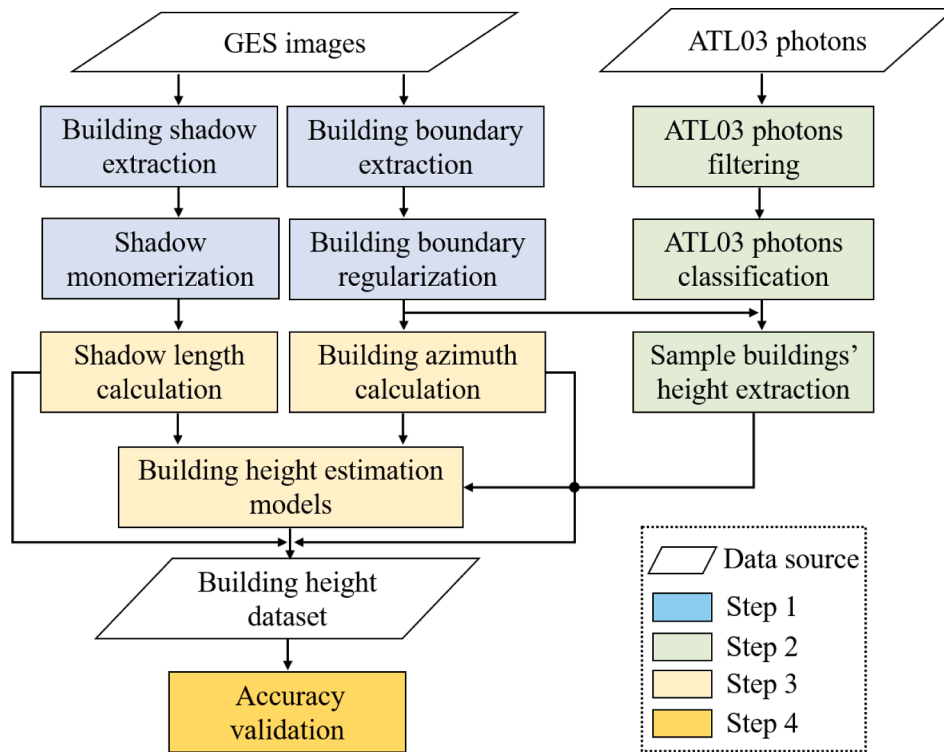 GES images
ATL03 photons
Building shadow
extraction
Building boundary
extraction
ATL03 photons
filtering
Shadow
monomerization
Building boundary
regularization
ATL03 photons
classification
Shadow length
calculation
Building azimuth
calculation
Sample buildings’
height extraction
Building height estimation
models
Building height
dataset
Accuracy
validation
Data source
Step 1
Step 2
Step 3
Step 4